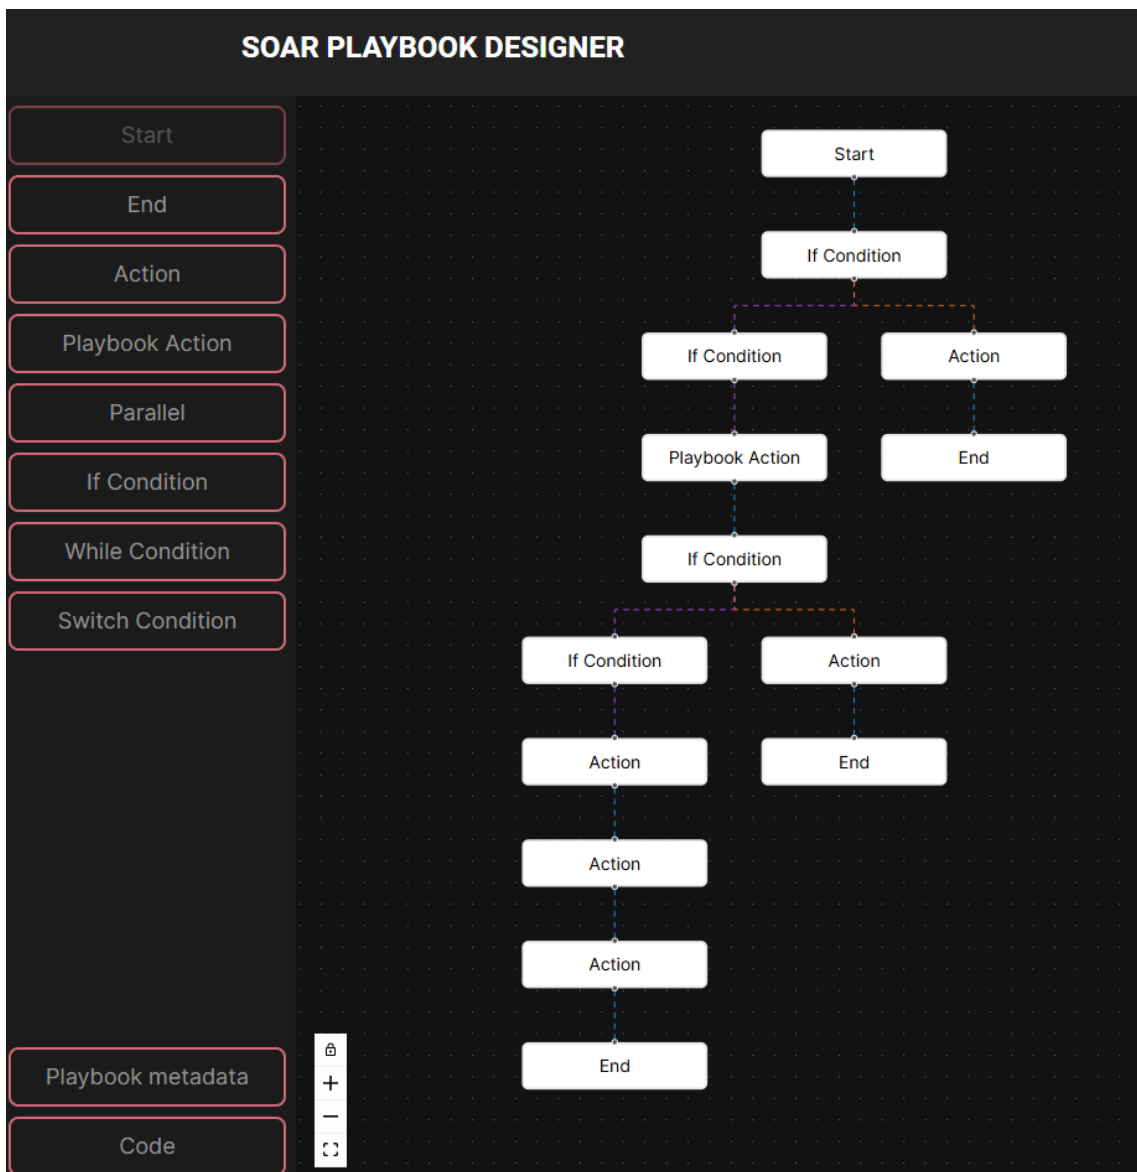 SOAR PLAYBOOK DESIGNER
Start
End
Action
Playbook Action
Parallel
If Condition
While Condition
Switch Condition
Playbook metadata
Code
Start
If Condition
If Condition
Action
Playbook Action
End
If Condition
If Condition
Action
Action
End
Action
Action
End